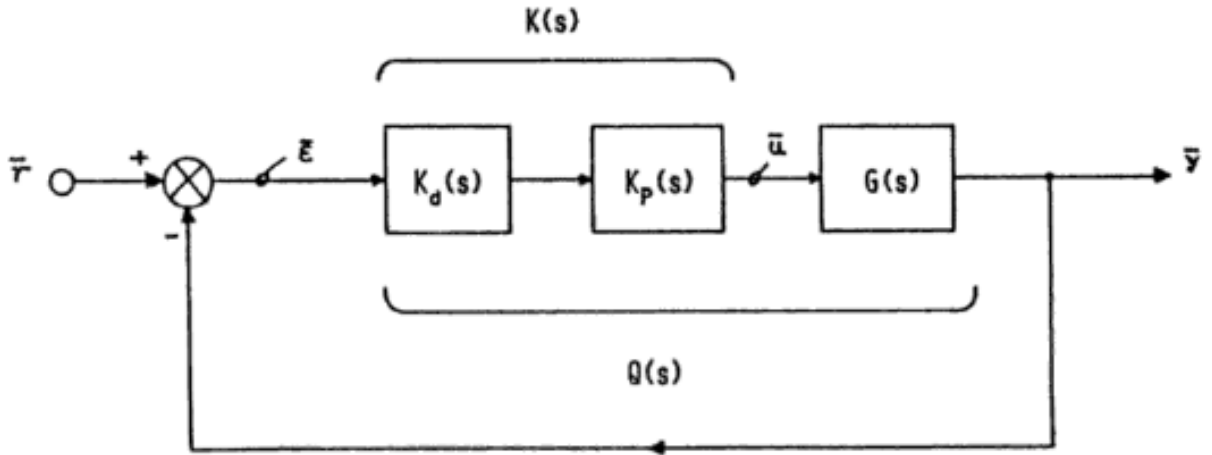 K(s)
r̄
+
ε̄
K_d(s)
K_p(s)
ū
G(s)
ȳ
-
Q(s)